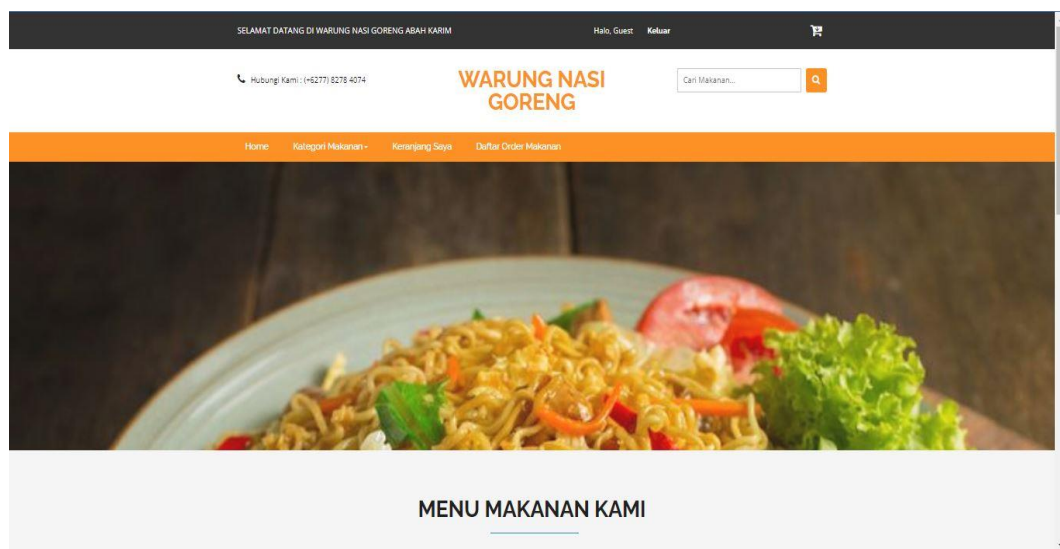 SELAMAT DATANG DI WARUNG NASI GORENG ABAH KARIM
Halo, Guest Keluar
Hubungi Kami : (+6277) 8278 4074
WARUNG NASI
GORENG
Cari Makanan...
Home Kategori Makanan Keranjang Saya Daftar Order Makanan
MENU MAKANAN KAMI